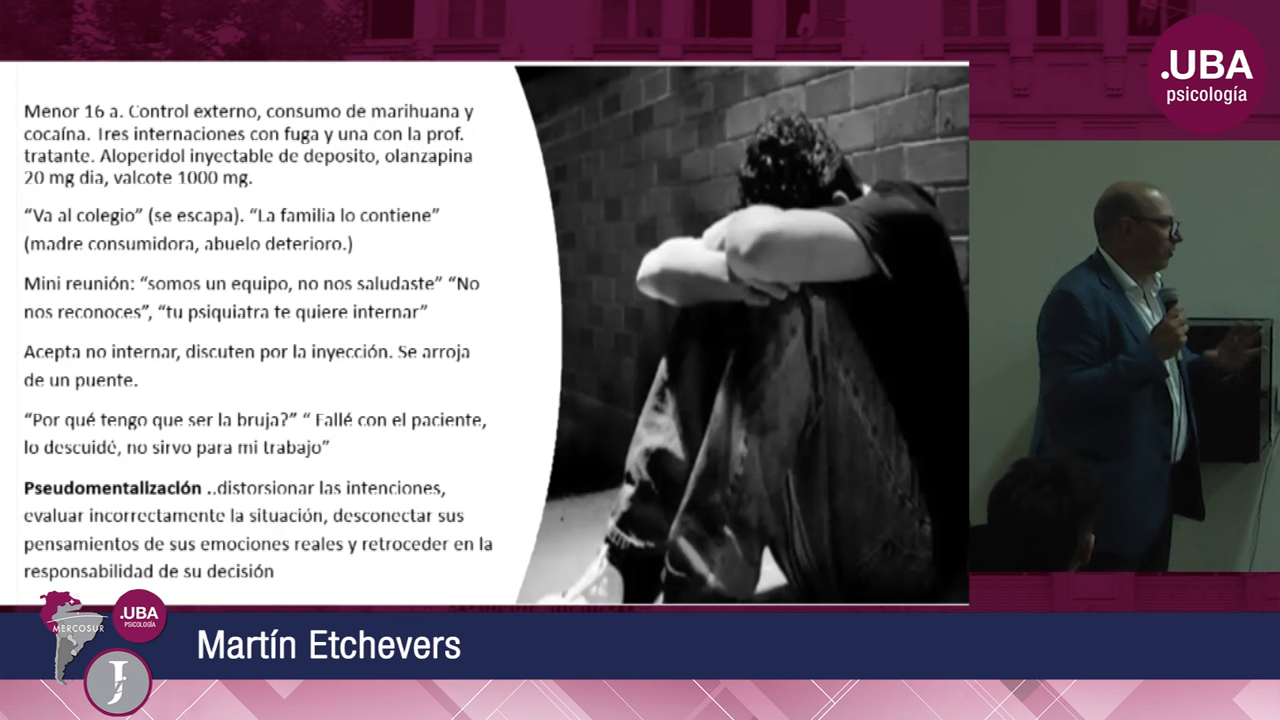 Menor 16 a. Control externo, consumo de marihuana y
cocaína. Tres internaciones con fuga y una con la prof.
tratante. Aloperidol inyectable de deposito, olanzapina
20 mg dia, valcote 1000 mg.
“Va al colegio” (se escapa). “La familia lo contiene”
(madre consumidora, abuelo deterioro.)
Mini reunión: “somos un equipo, no nos saludaste” “No
nos reconoces”, “tu psiquiatra te quiere internar”
Acepta no internar, discuten por la inyección. Se arroja
de un puente.
“Por qué tengo que ser la bruja?” “ Fallé con el paciente,
lo descuidé, no sirvo para mi trabajo”
Pseudomentalización ..distorsionar las intenciones,
evaluar incorrectamente la situación, desconectar sus
pensamientos de sus emociones reales y retroceder en la
responsabilidad de su decisión
.UBA
psicología
MERCOSUR
.UBA
PSICOLOGÍA
J
Martín Etchevers